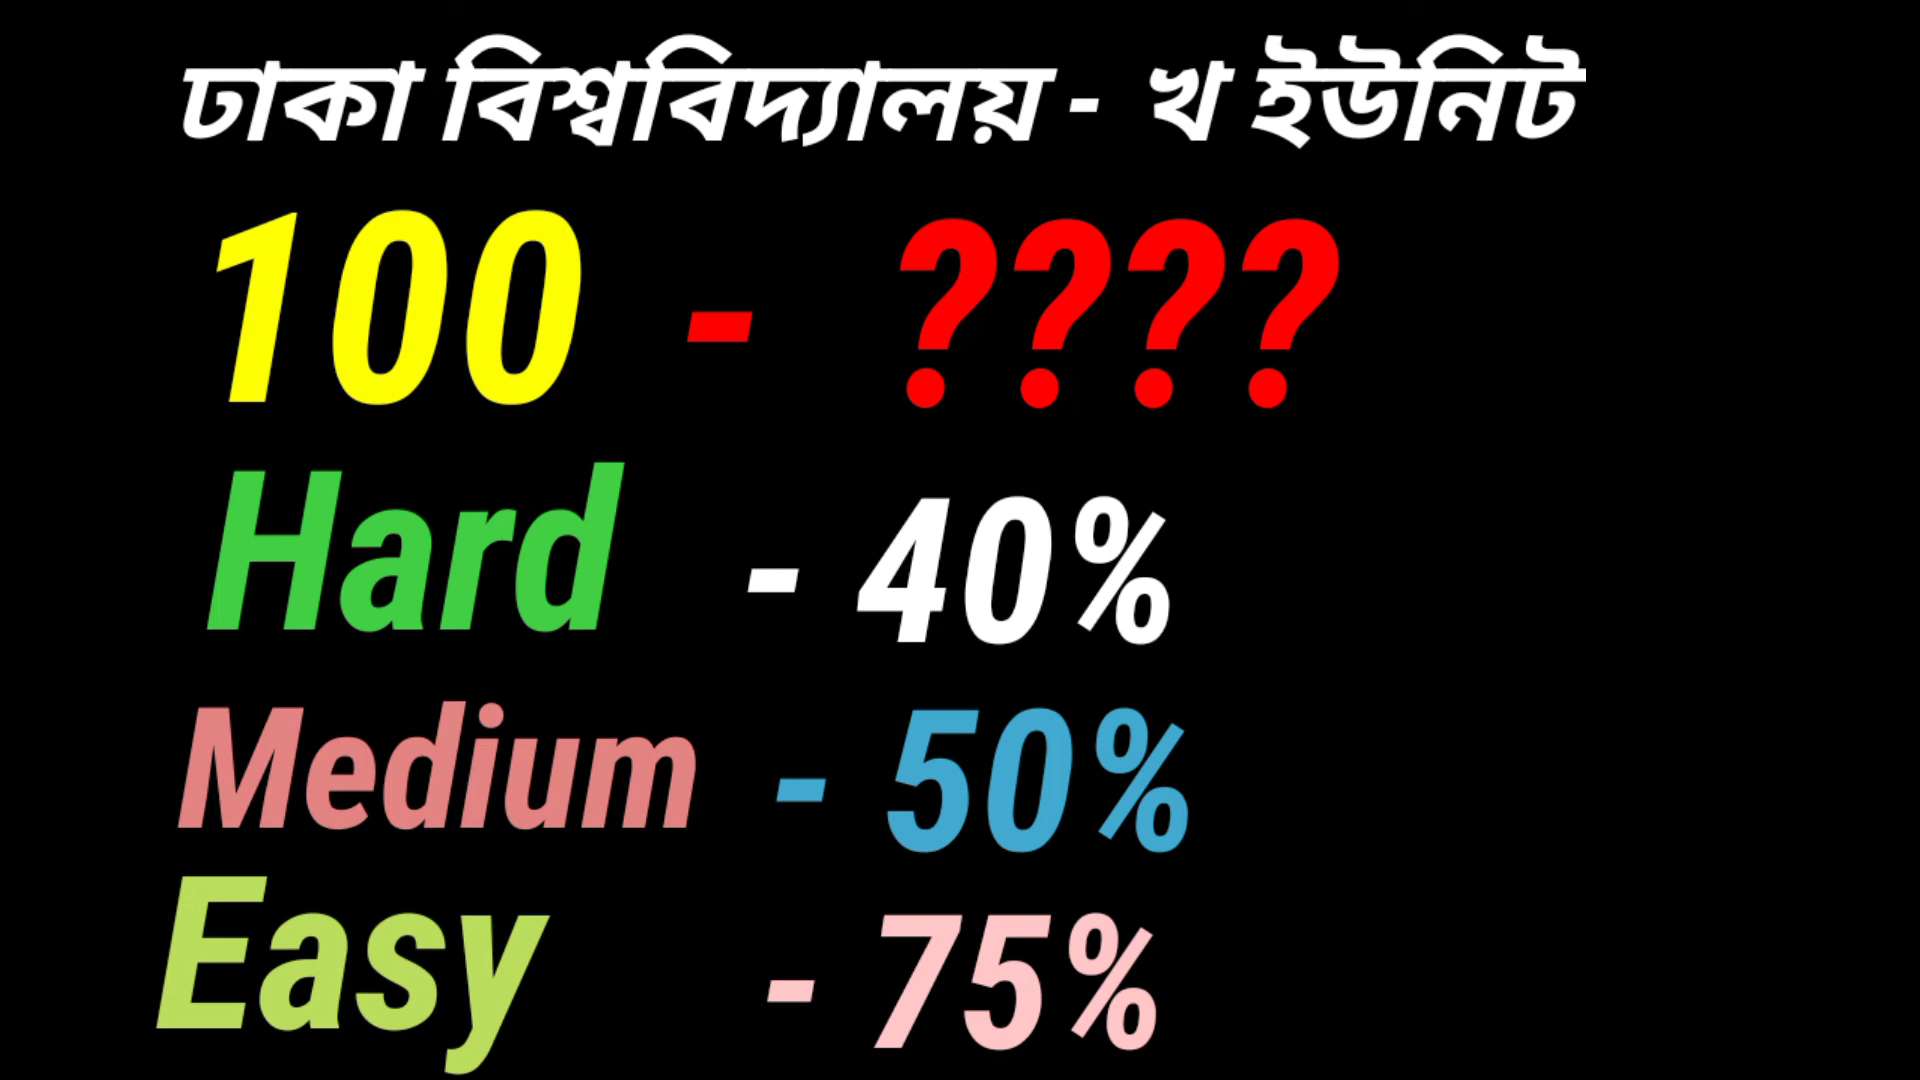 ঢাকা বিশ্ববিদ্যালয় - খ ইউনিট
100 - ????
Hard - 40%
Medium - 50%
Easy - 75%